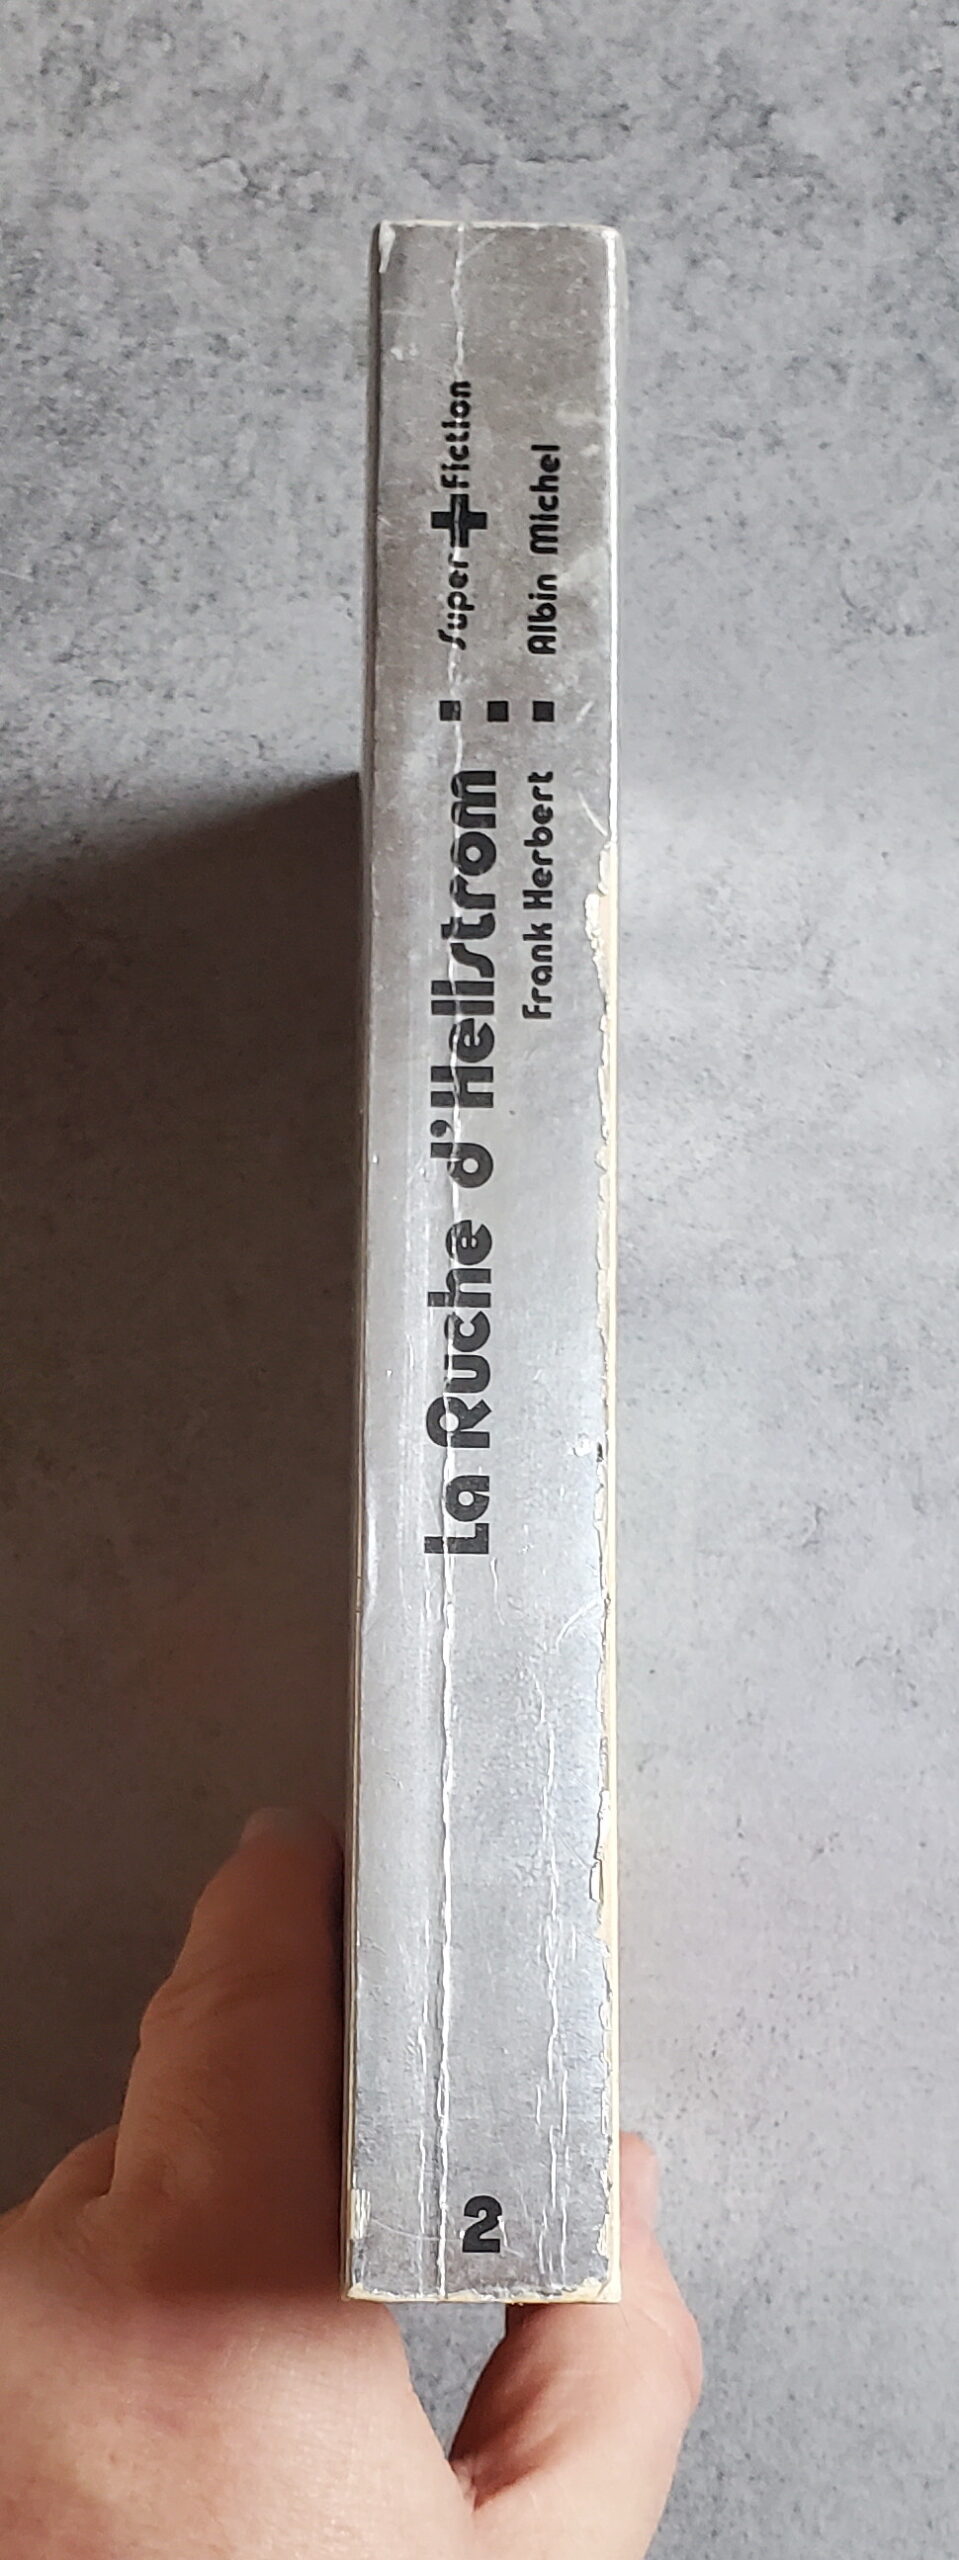 2
La Ruche d'Hellstrom
Frank Herbert
Super + Fiction
Albin Michel